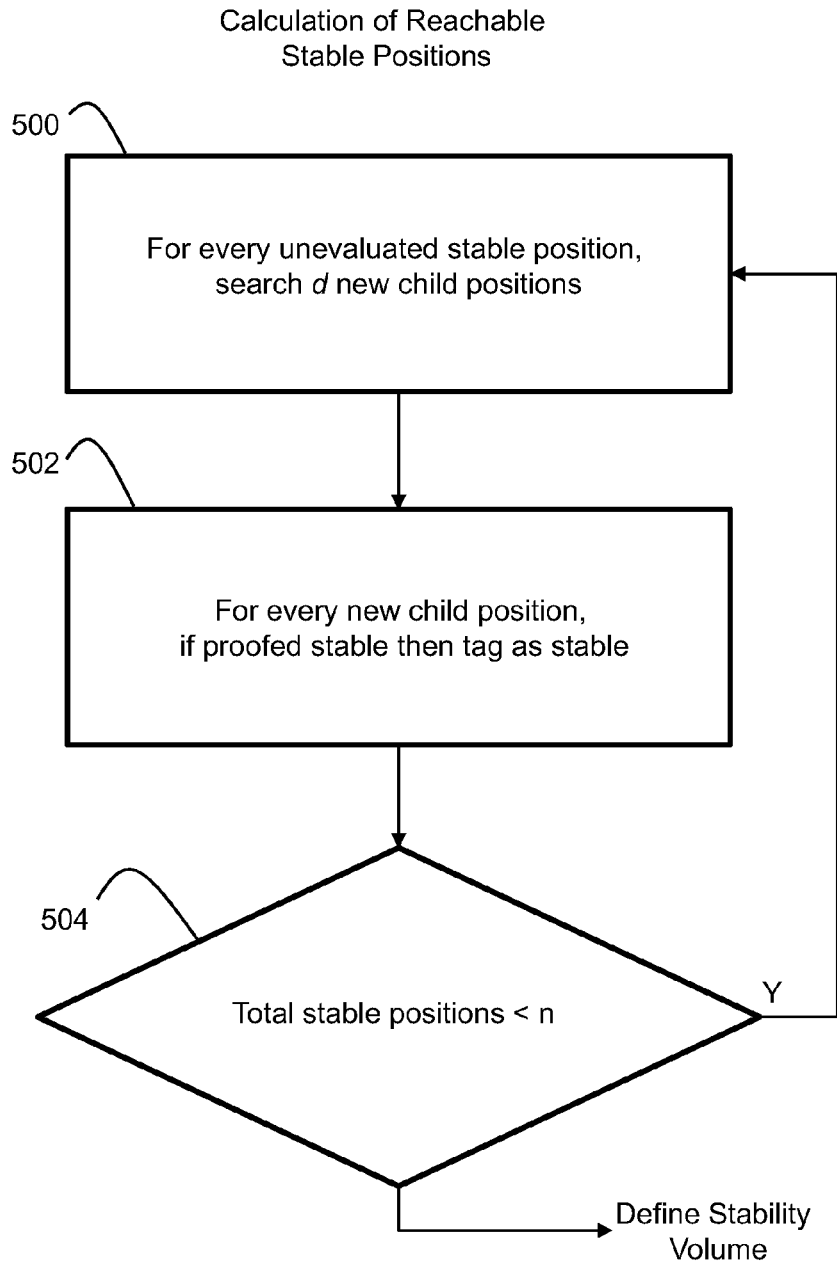 Calculation of Reachable
Stable Positions
500
For every unevaluated stable position,
search d new child positions
502
For every new child position,
if proofed stable then tag as stable
504
Total stable positions < n
Y
Define Stability
Volume